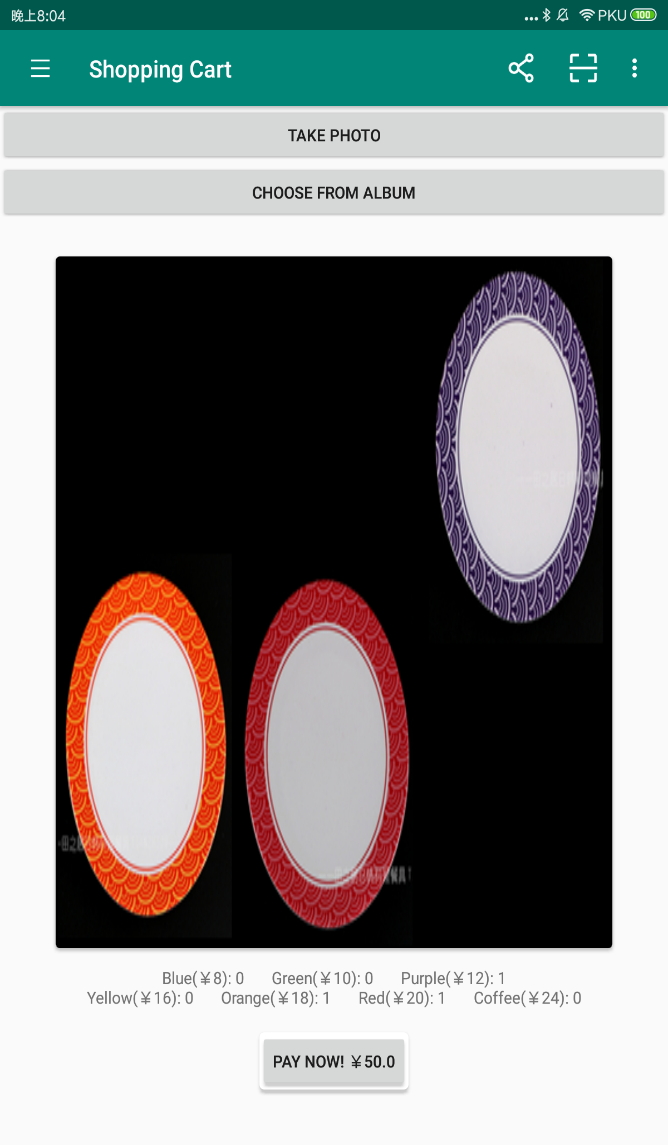 晚上8:04 PKU 100
Shopping Cart
TAKE PHOTO
CHOOSE FROM ALBUM
Blue(￥8): 0 Green(￥10): 0 Purple(￥12): 1
Yellow(￥16): 0 Orange(￥18): 1 Red(￥20): 1 Coffee(￥24): 0
PAY NOW! ￥50.0